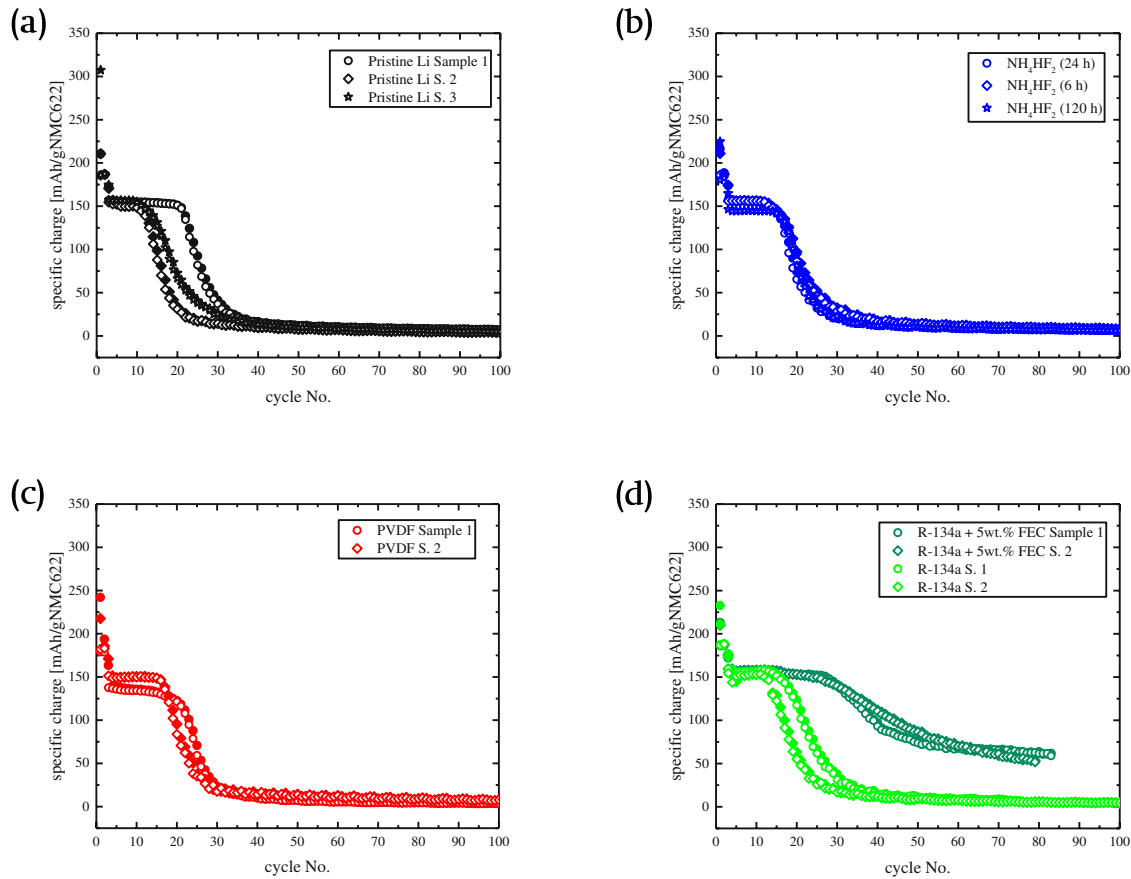 (a)
350
300
250
200
150
100
50
0
specific charge [mAh/gNMC622]
Pristine Li Sample 1
Pristine Li S. 2
Pristine Li S. 3
0 10 20 30 40 50 60 70 80 90 100
cycle No.
(b)
350
300
250
200
150
100
50
0
specific charge [mAh/gNMC622]
NH₄HF₂ (24 h)
NH₄HF₂ (6 h)
NH₄HF₂ (120 h)
0 10 20 30 40 50 60 70 80 90 100
cycle No.
(c)
350
300
250
200
150
100
50
0
specific charge [mAh/gNMC622]
PVDF Sample 1
PVDF S. 2
0 10 20 30 40 50 60 70 80 90 100
cycle No.
(d)
350
300
250
200
150
100
50
0
specific charge [mAh/gNMC622]
R-134a + 5wt.% FEC Sample 1
R-134a + 5wt.% FEC S. 2
R-134a S. 1
R-134a S. 2
0 10 20 30 40 50 60 70 80 90 100
cycle No.